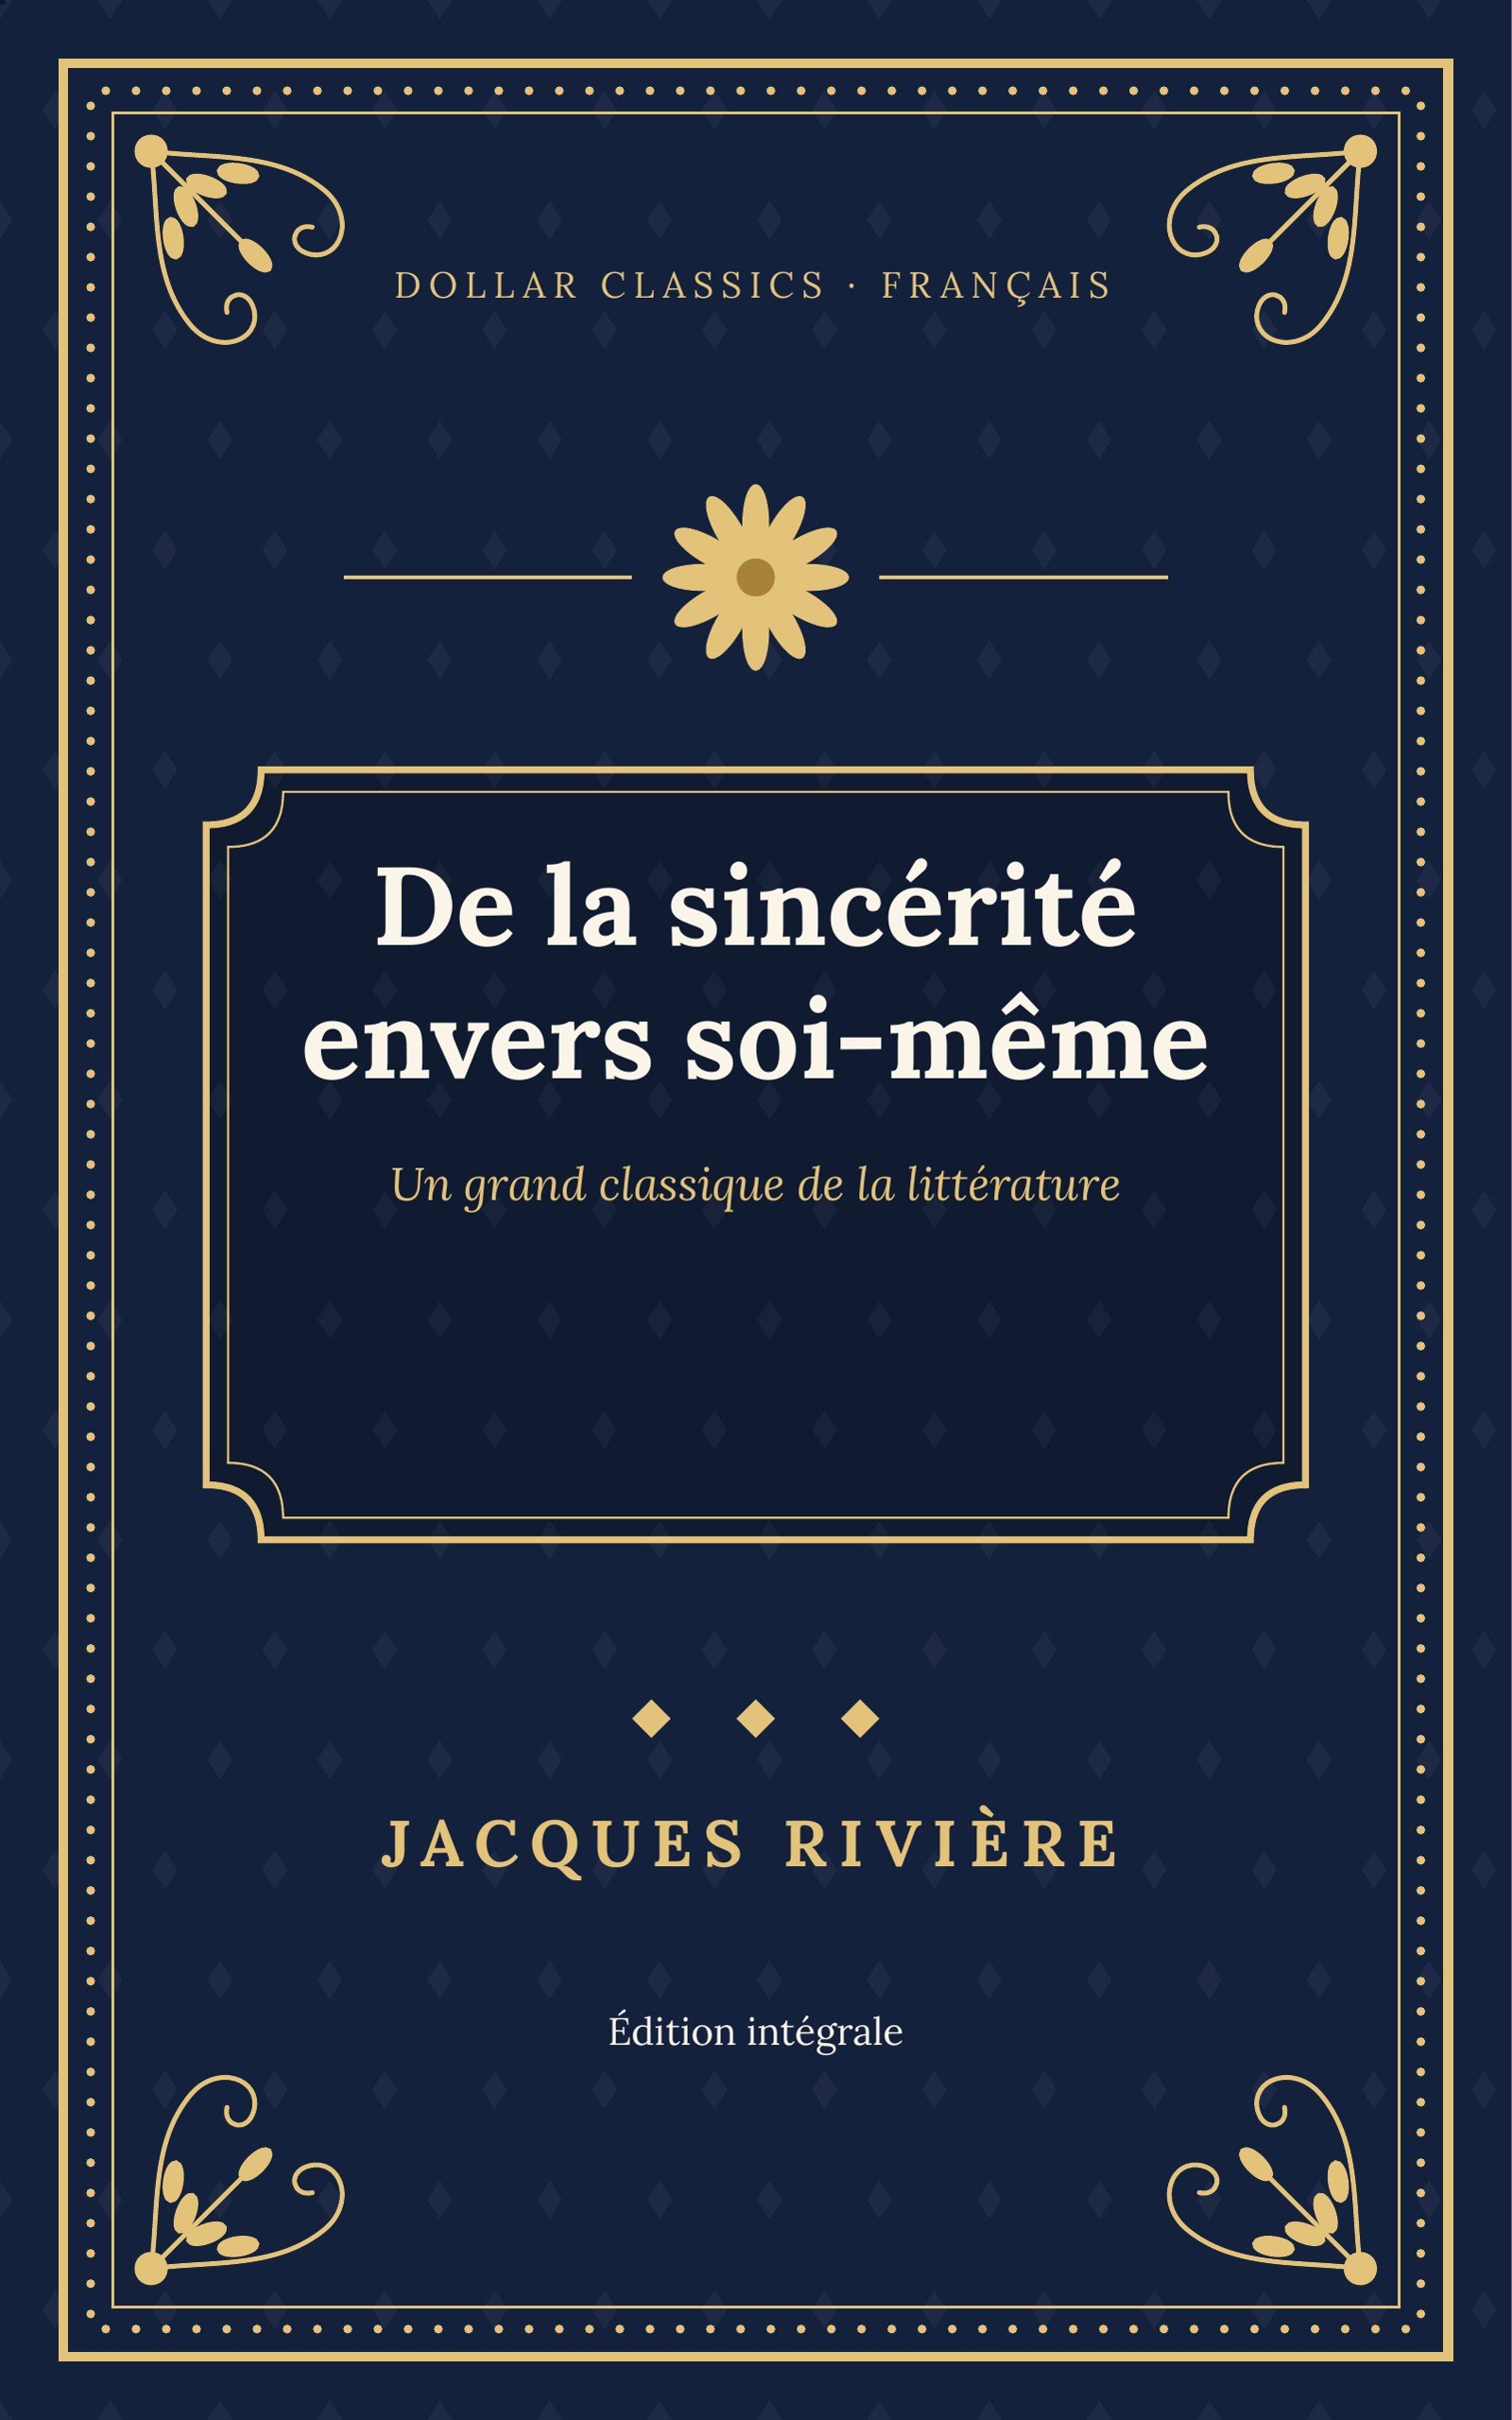 DOLLAR CLASSICS · FRANÇAIS
De la sincérité
envers soi-même
Un grand classique de la littérature
JACQUES RIVIÈRE
Édition intégrale